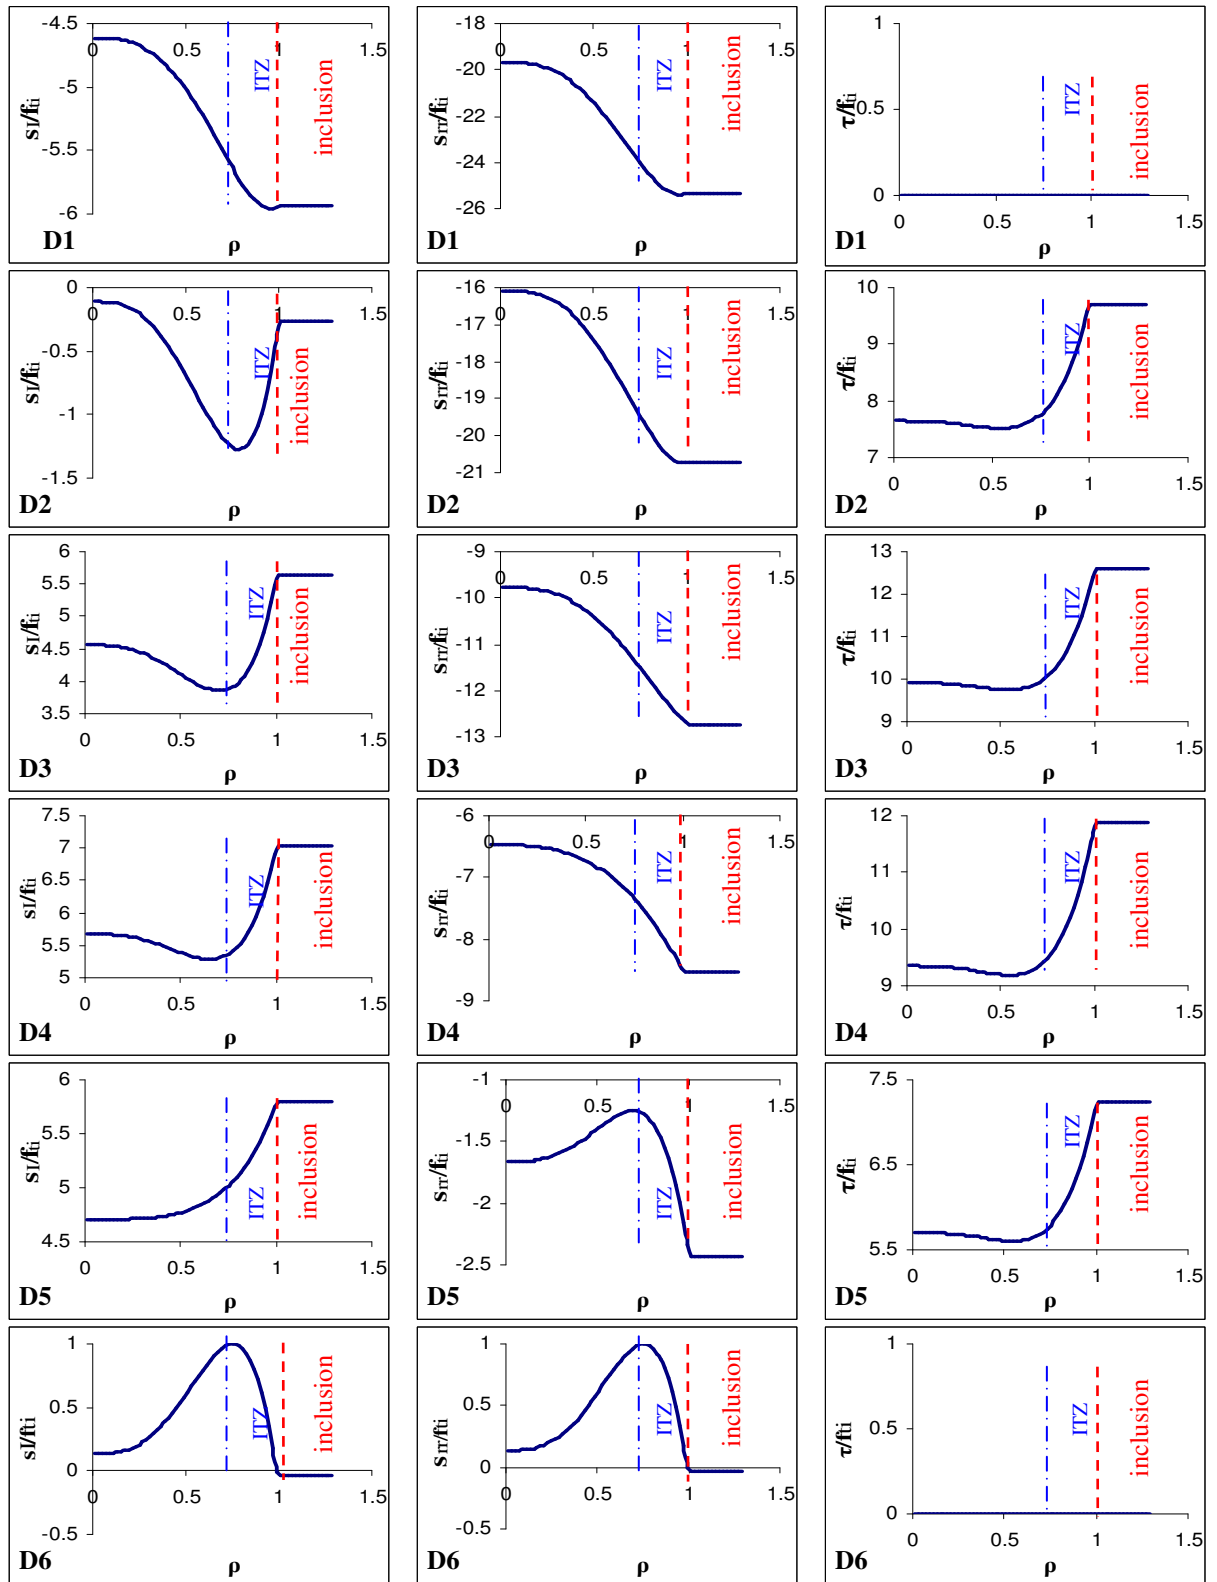 -4.5
0 0.5 1 1.5
-5
-5.5
-6
sI/fti
ITZ
inclusion
D1
ρ
-18
0 0.5 1 1.5
-20
-22
-24
-26
srr/fti
ITZ
inclusion
D1
ρ
1
0.5
0
0 0.5 1 1.5
τ/fti
ITZ
inclusion
D1
ρ
0
0 0.5 1 1.5
-0.5
-1
-1.5
sI/fti
ITZ
inclusion
D2
ρ
-16
0 0.5 1 1.5
-17
-18
-19
-20
-21
srr/fti
ITZ
inclusion
D2
ρ
10
9
8
7
0 0.5 1 1.5
τ/fti
ITZ
inclusion
D2
ρ
6
5.5
5
4.5
4
3.5
0 0.5 1 1.5
sI/fti
ITZ
inclusion
D3
ρ
-9
0 0.5 1 1.5
-10
-11
-12
-13
srr/fti
ITZ
inclusion
D3
ρ
13
12
11
10
9
0 0.5 1 1.5
τ/fti
ITZ
inclusion
D3
ρ
7.5
7
6.5
6
5.5
5
0 0.5 1 1.5
sI/fti
ITZ
inclusion
D4
ρ
-6
0 0.5 1 1.5
-7
-8
-9
srr/fti
ITZ
inclusion
D4
ρ
12
11
10
9
0 0.5 1 1.5
τ/fti
ITZ
inclusion
D4
ρ
6
5.5
5
4.5
0 0.5 1 1.5
sI/fti
ITZ
inclusion
D5
ρ
-1
0 0.5 1 1.5
-1.5
-2
-2.5
srr/fti
ITZ
inclusion
D5
ρ
7.5
6.5
5.5
0 0.5 1 1.5
τ/fti
ITZ
inclusion
D5
ρ
1
0.5
0
0 0.5 1 1.5
-0.5
sI/fti
ITZ
inclusion
D6
ρ
1
0.5
0
0 0.5 1 1.5
-0.5
srr/fti
ITZ
inclusion
D6
ρ
1
0.5
0
0 0.5 1 1.5
τ/fti
ITZ
inclusion
D6
ρ